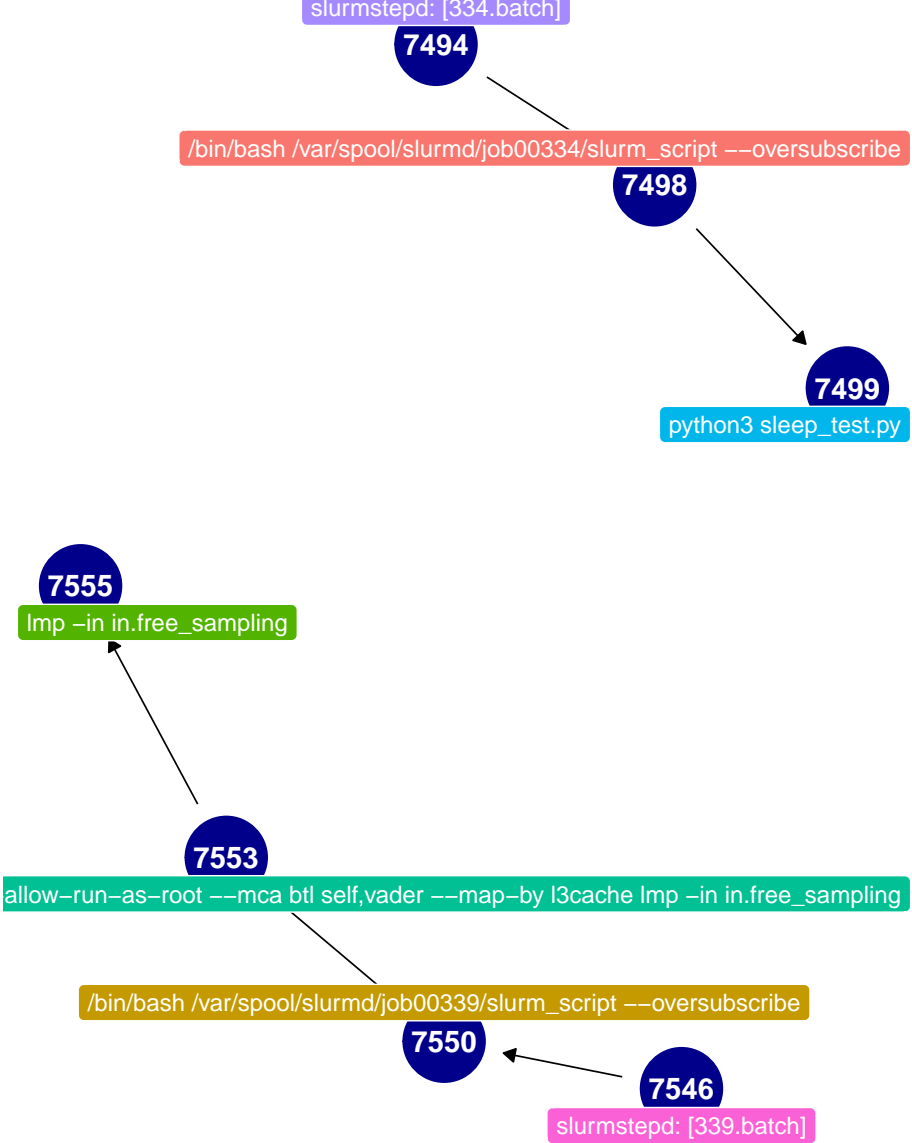 slurmstepd: [334.batch]
7494
/bin/bash /var/spool/slurmd/job00334/slurm_script −−oversubscribe
7498
7499
python3 sleep_test.py
7555
lmp −in in.free_sampling
7553
allow−run−as−root −−mca btl self,vader −−map−by l3cache lmp −in in.free_sampling
/bin/bash /var/spool/slurmd/job00339/slurm_script −−oversubscribe
7550
7546
slurmstepd: [339.batch]